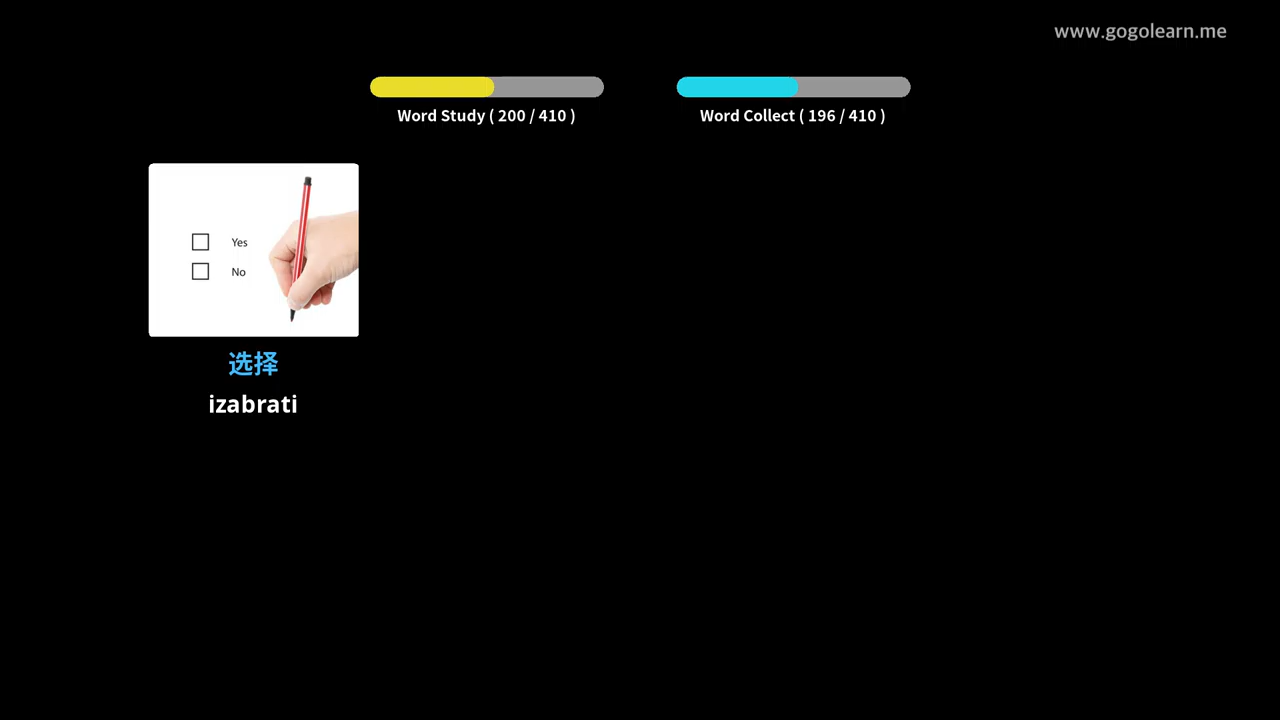 www.gogolearn.me
Word Study ( 200 / 410 )
Word Collect ( 196 / 410 )
Yes
No
选择
izabrati